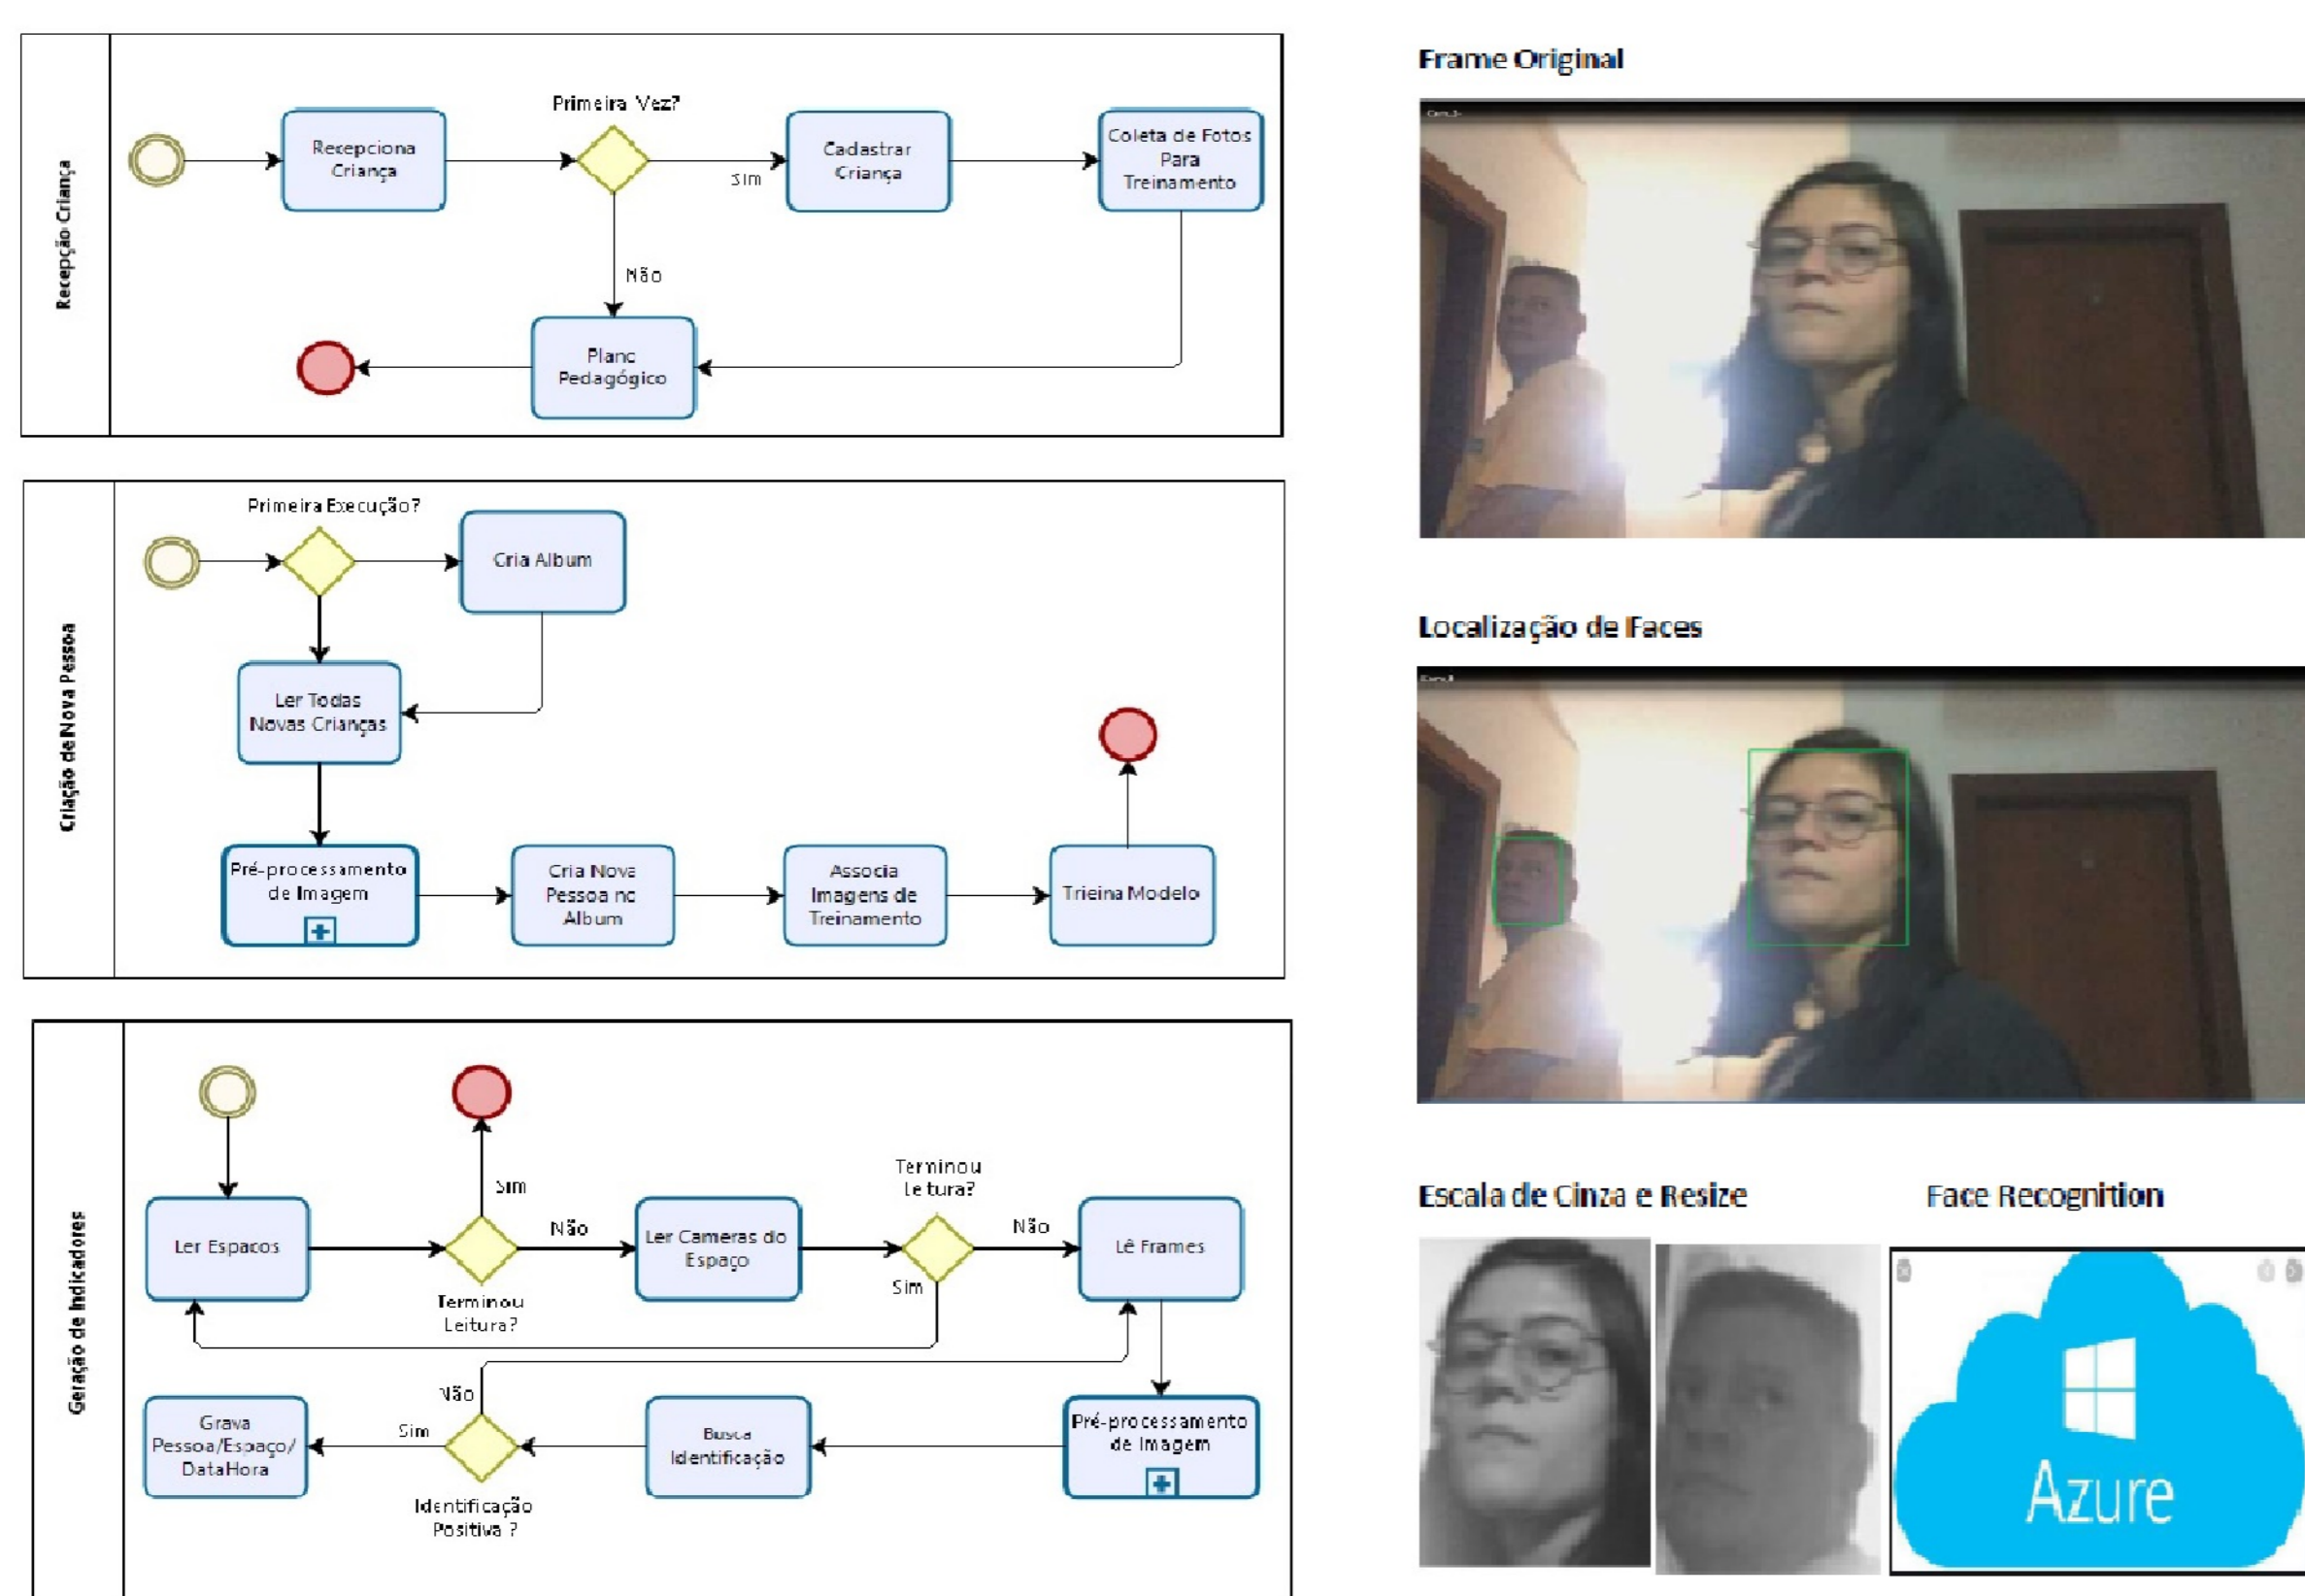 Recepção Criança
Recepciona
Criança
Primeira Vez?
Sim
Não
Cadastrar
Criança
Coleta de Fotos
Para
Treinamento
Plano
Pedagógico
Criação de Nova Pessoa
Primeira Execução?
Cria Album
Ler Todas
Novas Crianças
Pré-processamento
de Imagem
Cria Nova
Pessoa no
Album
Associa
Imagens de
Treinamento
Trieina Modelo
Geração de Indicadores
Ler Espacos
Sim
Não
Terminou
Leitura?
Ler Cameras do
Espaço
Terminou
Leitura?
Não
Sim
Lê Frames
Pré-processamento
de Imagem
Busca
Identificação
Não
Sim
Identificação
Positiva ?
Grava
Pessoa/Espaço/
DataHora
Frame Original
Localização de Faces
Escala de Cinza e Resize
Face Recognition
Azure